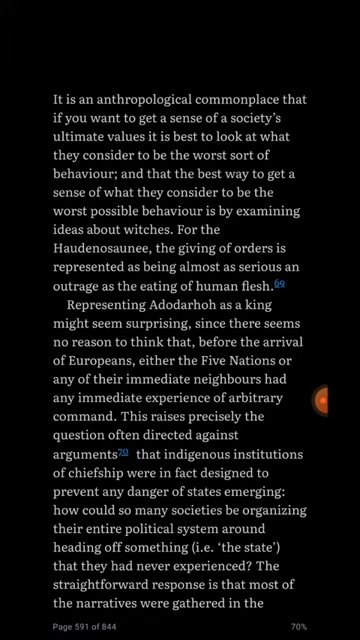 It is an anthropological commonplace that
if you want to get a sense of a society's
ultimate values it is best to look at what
they consider to be the worst sort of
behaviour; and that the best way to get a
sense of what they consider to be the
worst possible behaviour is by examining
ideas about witches. For the
Haudenosaunee, the giving of orders is
represented as being almost as serious an
outrage as the eating of human flesh.69
Representing Adodarhoh as a king
might seem surprising, since there seems
no reason to think that, before the arrival
of Europeans, either the Five Nations or
any of their immediate neighbours had
any immediate experience of arbitrary
command. This raises precisely the
question often directed against
arguments70 that indigenous institutions
of chiefship were in fact designed to
prevent any danger of states emerging:
how could so many societies be organizing
their entire political system around
heading off something (i.e. ‘the state’)
that they had never experienced? The
straightforward response is that most of
the narratives were gathered in the
Page 591 of 844 70%